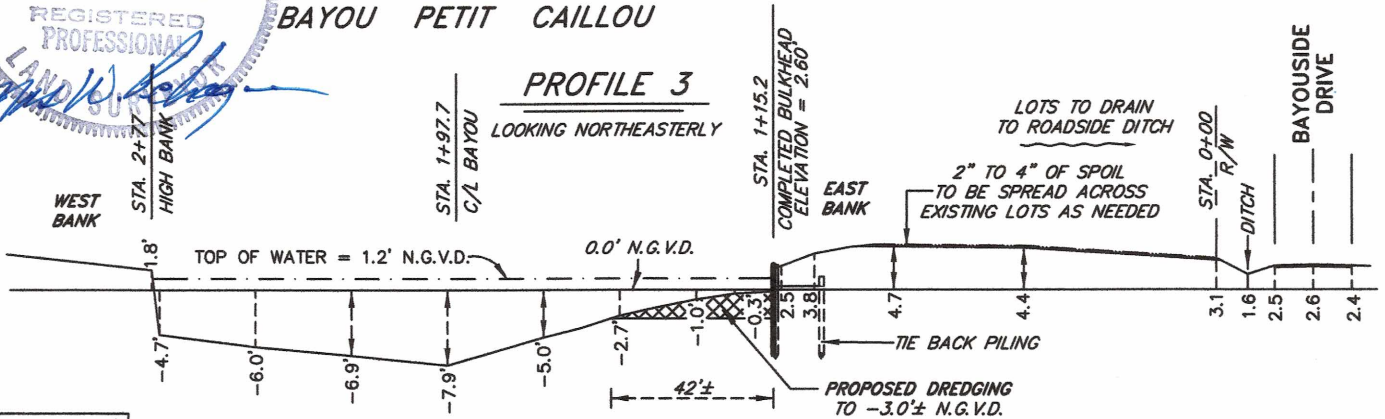 REGISTERED
PROFESSIONAL
LAND SURVEYOR
BAYOU PETIT CAILLOU
PROFILE 3
LOOKING NORTHEASTERLY
WEST
BANK
STA. 2+77
HIGH BANK
STA. 1+97.7
C/L BAYOU
STA. 1+15.2
COMPLETED BULKHEAD
ELEVATION = 2.60'
EAST
BANK
LOTS TO DRAIN
TO ROADSIDE DITCH
2" TO 4" OF SPOIL
TO BE SPREAD ACROSS
EXISTING LOTS AS NEEDED
STA. 0+00
R/W
DITCH
BAYOUSIDE
DRIVE
1.8'
TOP OF WATER = 1.2' N.G.V.D.
0.0' N.G.V.D.
-4.7'
-6.0'
-6.9'
-7.9'
-5.0'
-2.7'
-1.0'
-0.3'
2.5
3.8
4.7
4.4
3.1
1.6
2.5
2.6
2.4
TIE BACK PILING
42'±
PROPOSED DREDGING
TO -3.0'± N.G.V.D.